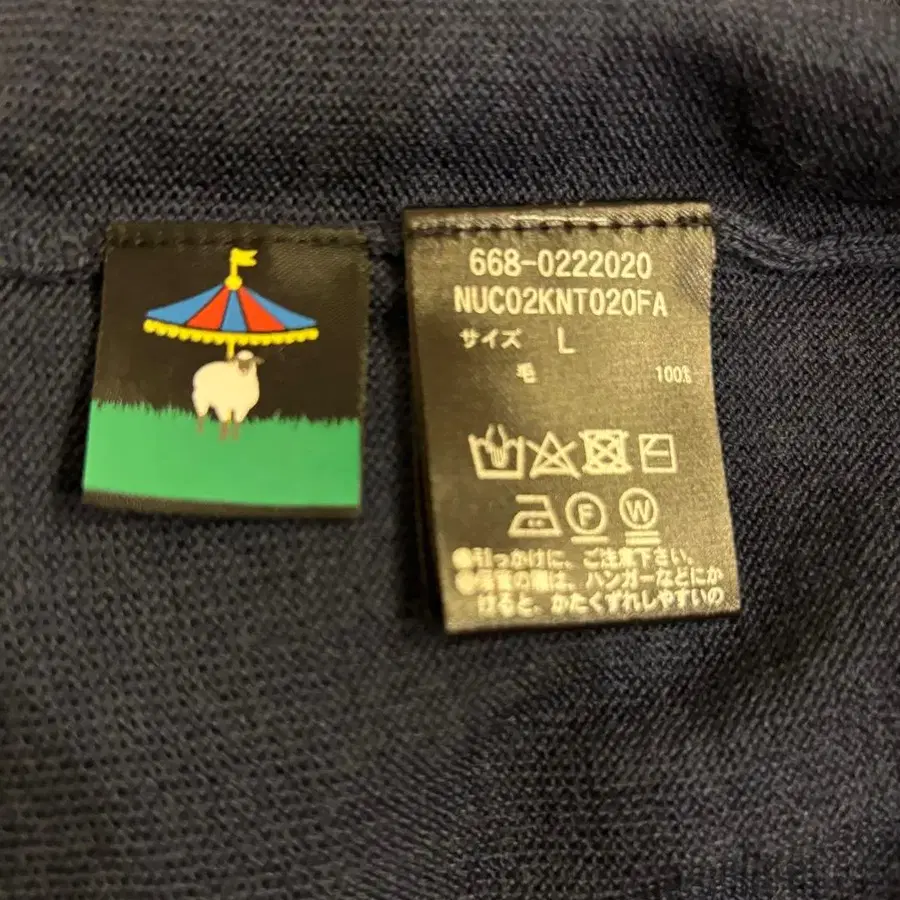 668-0222020
NUC02KNT020FA
サイズ L
毛 100%
F W
●引っかけに、ご注意下さい。
●保管の際は、ハンガーなどにか
けると、かたくずれしやすいの